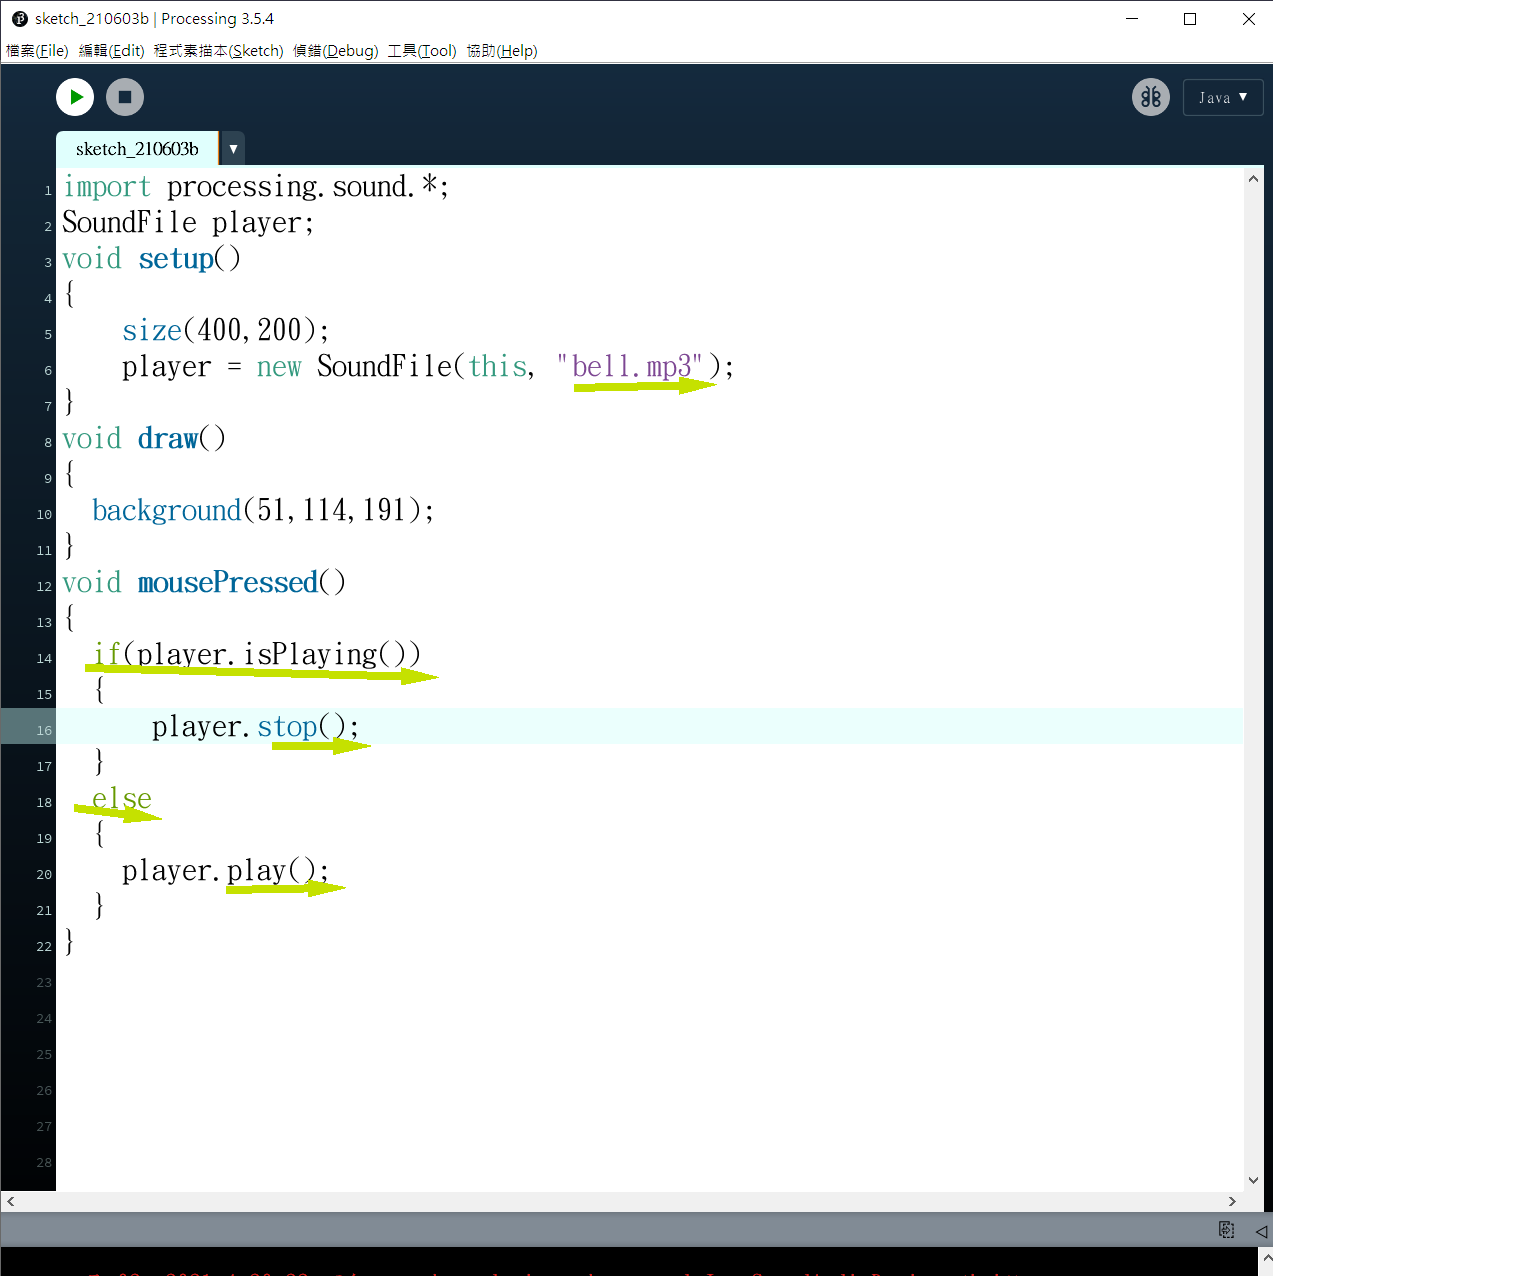 sketch_210603b | Processing 3.5.4
檔案(File) 編輯(Edit) 程式素描本(Sketch) 偵錯(Debug) 工具(Tool) 協助(Help)
Java ▼
sketch_210603b ▼
1 import processing.sound.*;
2 SoundFile player;
3 void setup()
4 {
5 size(400,200);
6 player = new SoundFile(this, "bell.mp3");
7 }
8 void draw()
9 {
10 background(51,114,191);
11 }
12 void mousePressed()
13 {
14 if(player.isPlaying())
15 {
16 player.stop();
17 }
18 else
19 {
20 player.play();
21 }
22 }
23
24
25
26
27
28